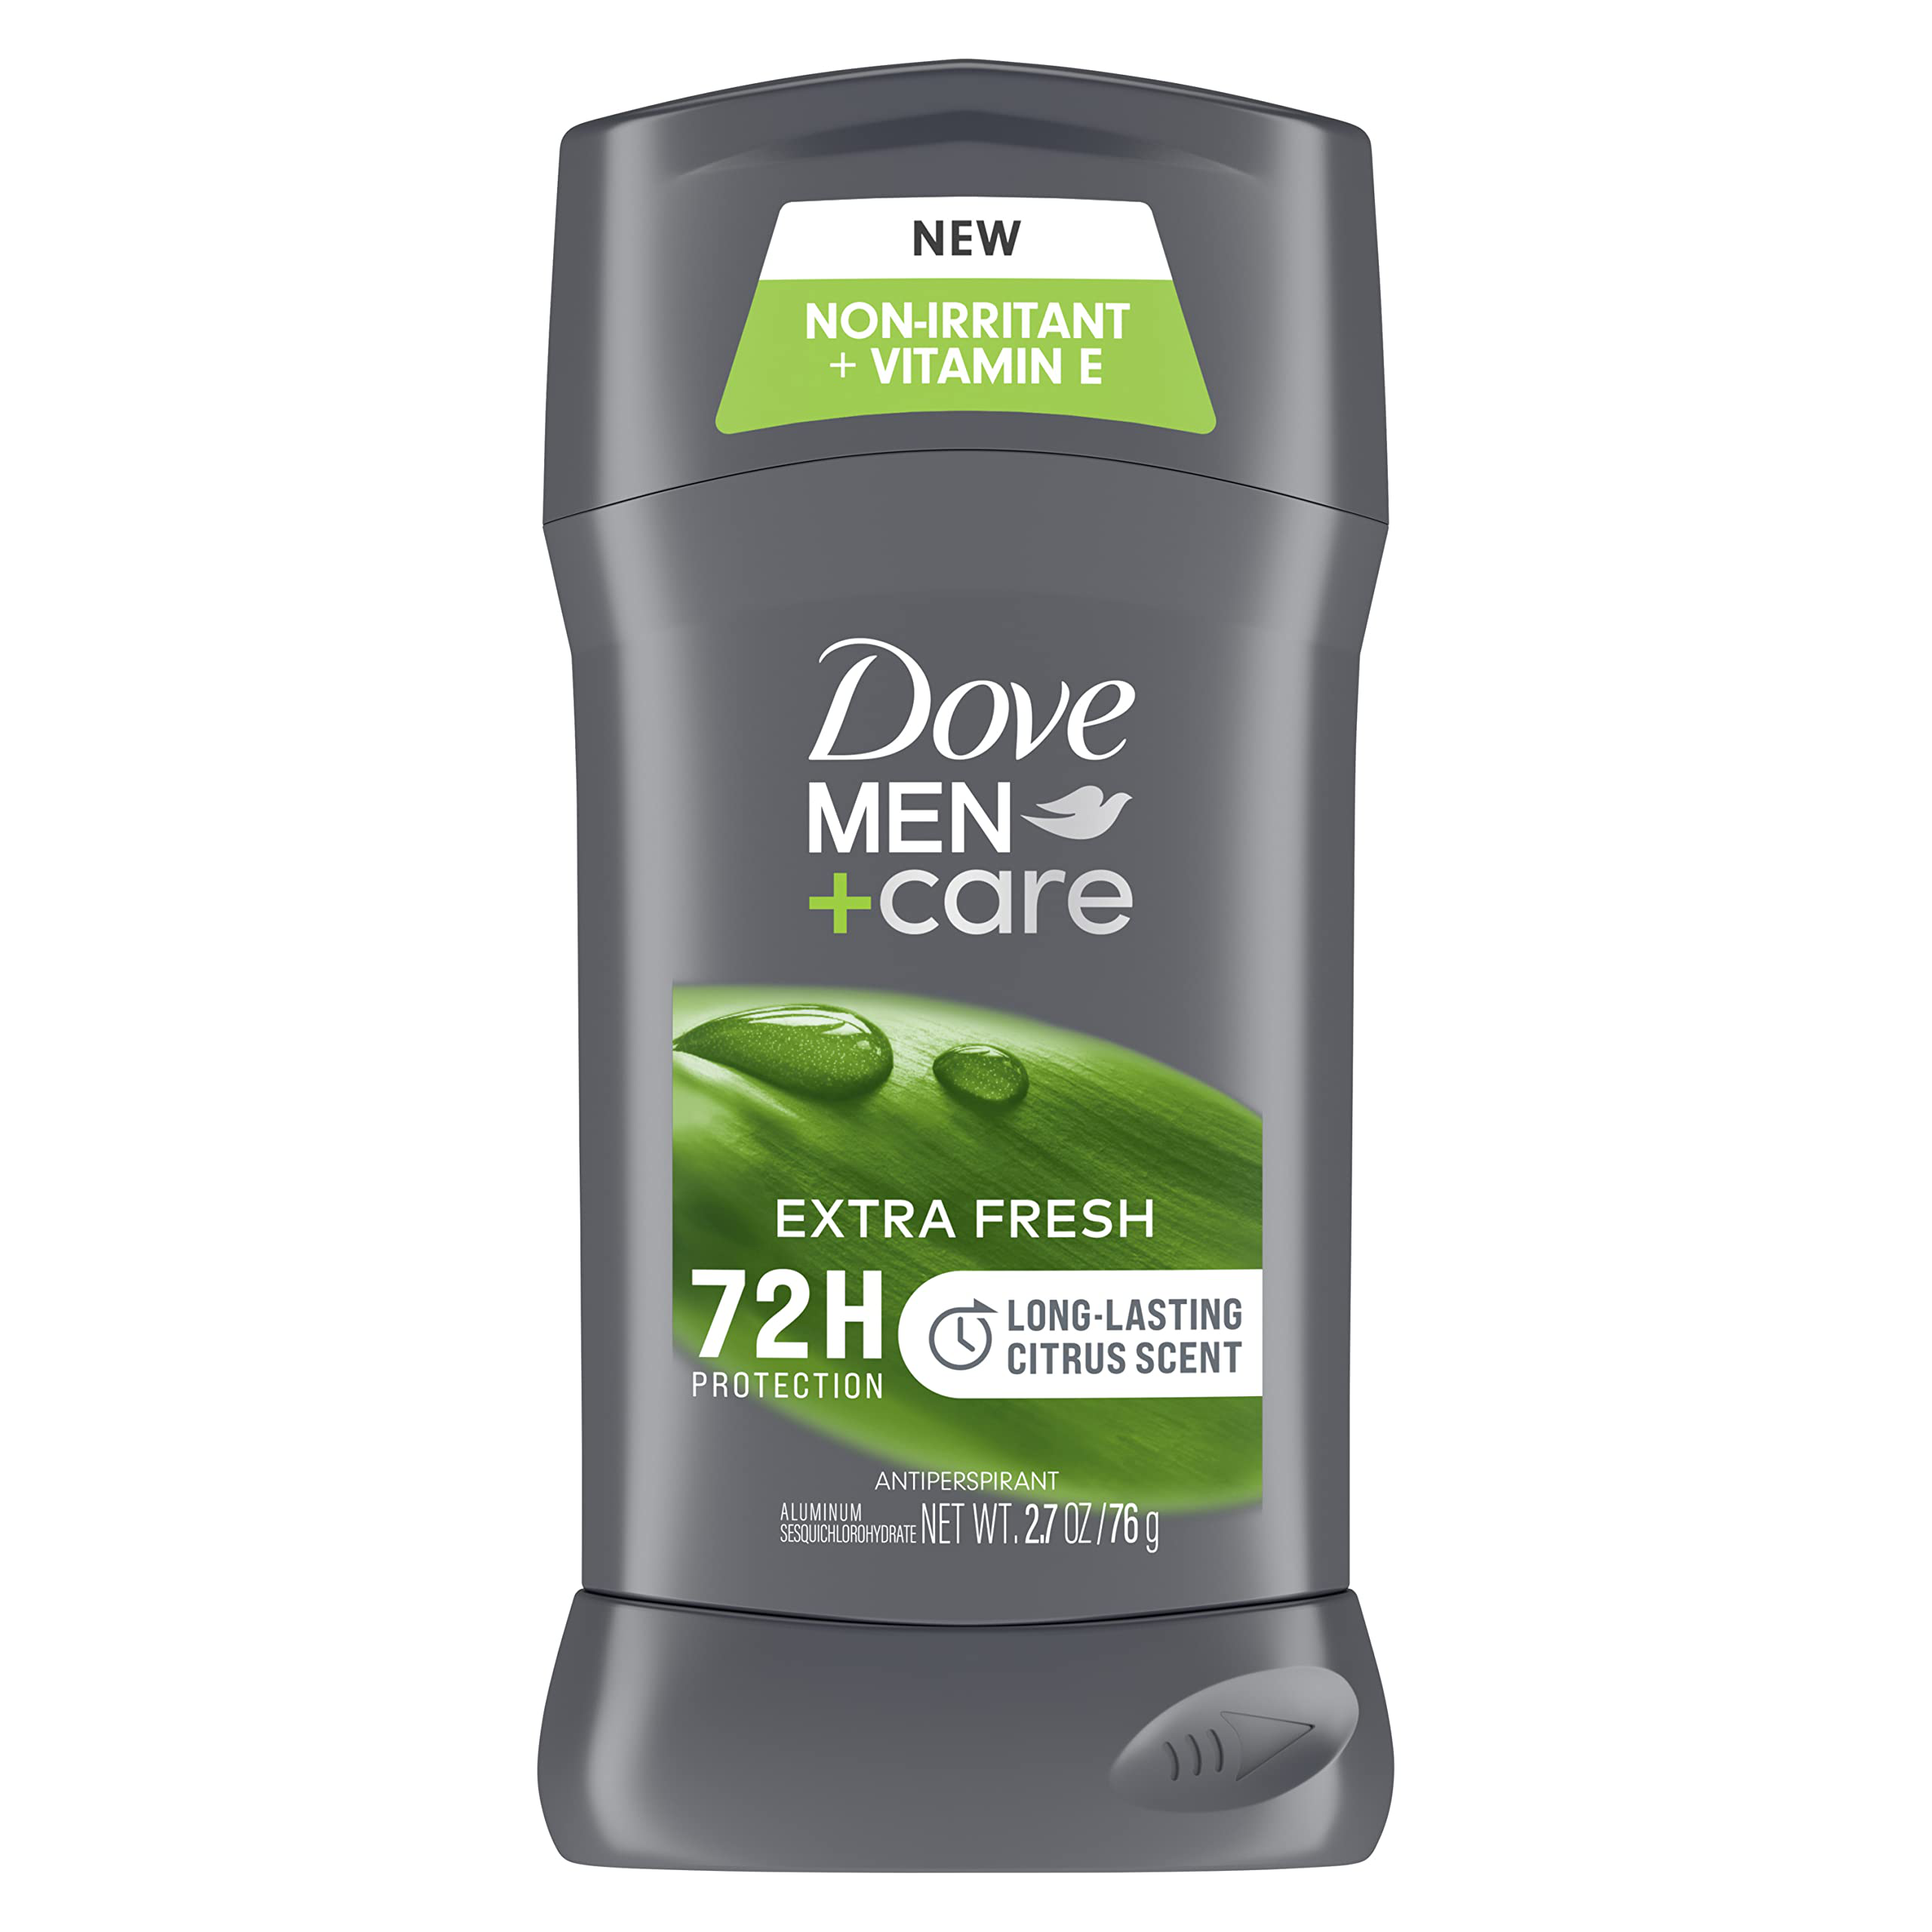 NEW
NON-IRRITANT
+ VITAMIN E
Dove
MEN
+care
EXTRA FRESH
72H
PROTECTION
LONG-LASTING
CITRUS SCENT
ANTIPERSPIRANT
ALUMINUM
SESQUICHLOROHYDRATE NET WT. 2.7 OZ/76 g